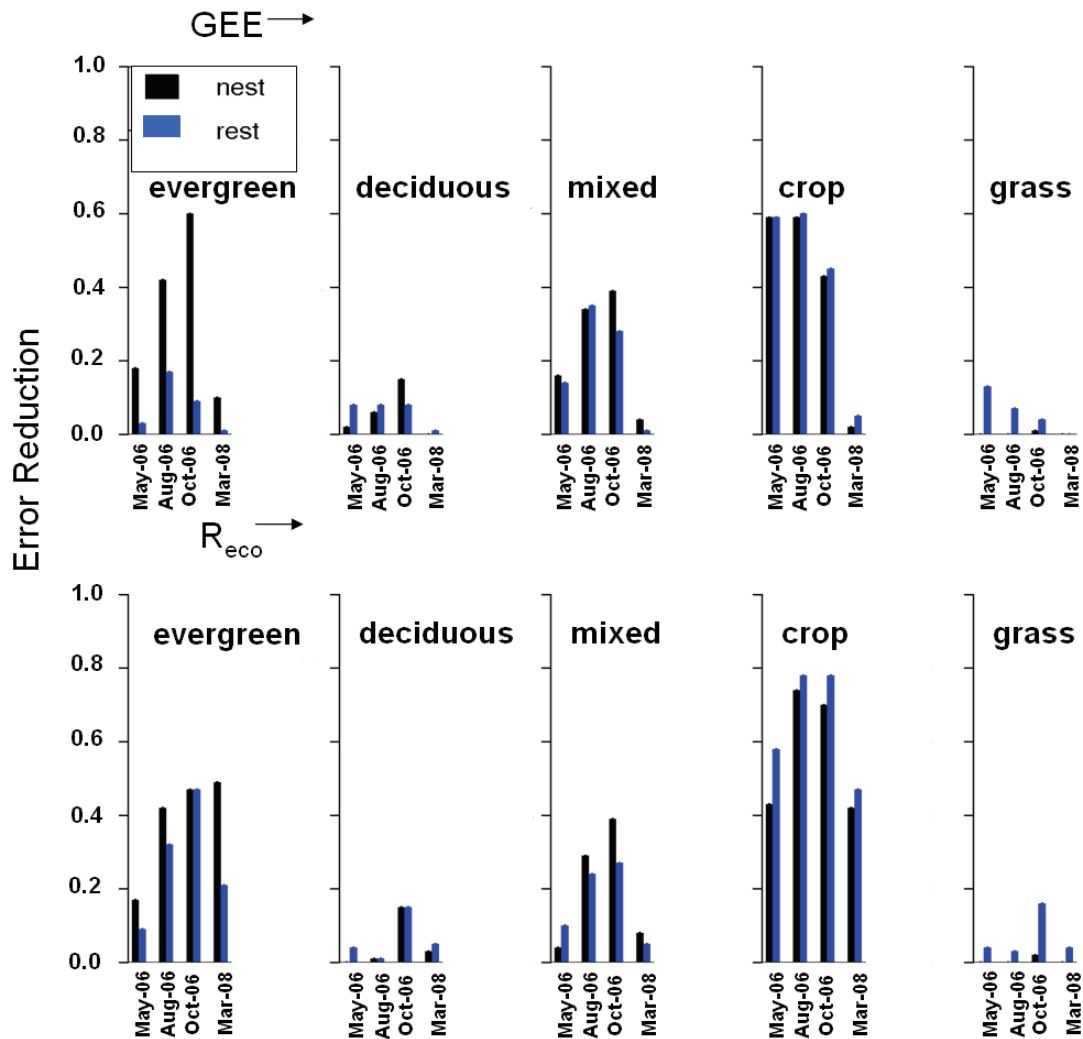 GEE
1.0
0.8
0.6
0.4
0.2
0.0
nest
rest
evergreen
deciduous
mixed
crop
grass
May-06
Aug-06
Oct-06
Mar-08
May-06
Aug-06
Oct-06
Mar-08
May-06
Aug-06
Oct-06
Mar-08
May-06
Aug-06
Oct-06
Mar-08
May-06
Aug-06
Oct-06
Mar-08
Error Reduction
Reco
1.0
0.8
0.6
0.4
0.2
0.0
evergreen
deciduous
mixed
crop
grass
May-06
Aug-06
Oct-06
Mar-08
May-06
Aug-06
Oct-06
Mar-08
May-06
Aug-06
Oct-06
Mar-08
May-06
Aug-06
Oct-06
Mar-08
May-06
Aug-06
Oct-06
Mar-08